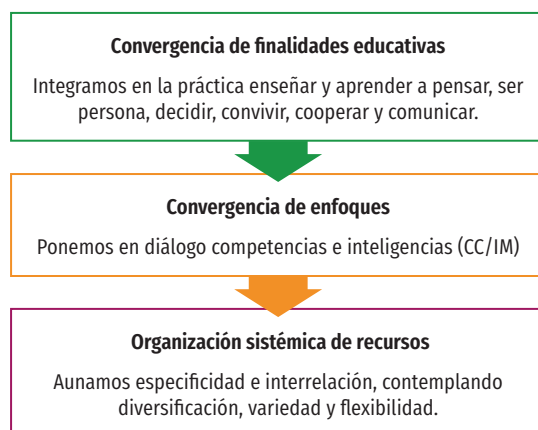 Convergencia de finalidades educativas
Integramos en la práctica enseñar y aprender a pensar, ser
persona, decidir, convivir, cooperar y comunicar.
Convergencia de enfoques
Ponemos en diálogo competencias e inteligencias (CC/IM)
Organización sistémica de recursos
Aunamos especificidad e interrelación, contemplando
diversificación, variedad y flexibilidad.